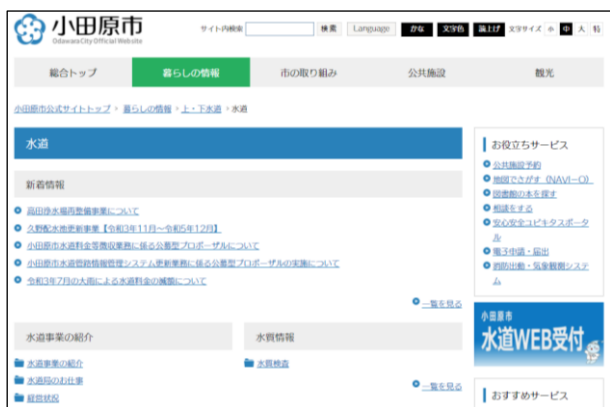 小田原市
Odawara City Official Website
サイト内検索
検索
Language
かな
文字色
読上げ
文字サイズ 小 中 大 特
総合トップ
暮らしの情報
市の取り組み
公共施設
観光
小田原市公式サイトトップ > 暮らしの情報 > 上・下水道 > 水道
水道
新着情報
高田浄水場再整備事業について
久野配水池更新事業【令和3年11月~令和5年12月】
小田原市水道料金等徴収業務に係る公募型プロポーザルについて
小田原市水道管路情報管理システム更新業務に係る公募型プロポーザルの実施について
令和3年7月の大雨による水道料金の減額について
一覧を見る
水道事業の紹介
水道事業の紹介
水道局のお仕事
経営状況
水質情報
水質検査
一覧を見る
お役立ちサービス
公共施設予約
地図でさがす(NAVI-O)
図書館の本を探す
相談をする
安心安全ユビキタスポータ
ル
電子申請・届出
消防出動・気象観測システ
ム
小田原市
水道WEB受付
おすすめサービス